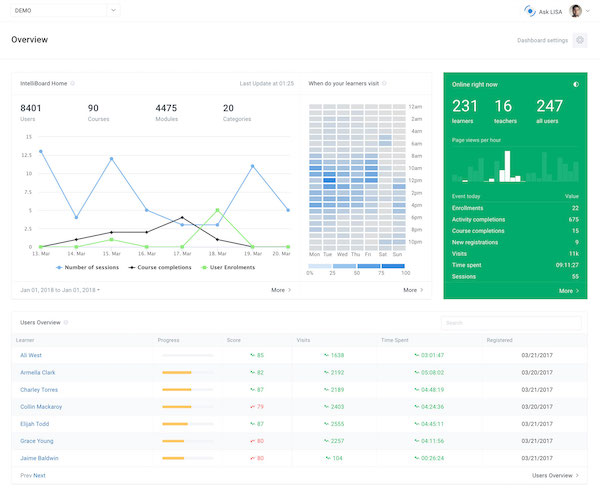 DEMO
Ask LISA
Overview
Dashboard settings
IntelliBoard Home
Last Update at 01:25
8401
90
4475
20
Users
Courses
Modules
Categories
15
12.5
10
7.5
5
2.5
0
13. Mar
14. Mar
15. Mar
16. Mar
17. Mar
18. Mar
19. Mar
20. Mar
Number of sessions
Course completions
User Enrolments
Jan 01, 2018 to Jan 01, 2018
More
When do your learners visit
12am
2am
4am
6am
8am
10am
12pm
2pm
4pm
6pm
8pm
10pm
Mon Tue Wed Thu Fri Sat Sun
0% 25 50 75 100
More
Online right now
231
16
247
learners
teachers
all users
Page views per hour
Event today Value
Enrollments 22
Activity completions 675
Course completions 15
New registrations 9
Visits 11k
Time spent 09:11:27
Sessions 55
More
Users Overview
Search
Learner Progress Score Visits Time Spent Registered
Ali West 85 1638 03:01:47 03/21/2017
Armella Clark 82 2192 05:08:02 03/20/2017
Charley Torres 87 2189 04:48:19 03/21/2017
Collin Mackaroy 79 2403 04:24:36 03/20/2017
Elijah Todd 87 2555 04:45:11 03/21/2017
Grace Young 80 2257 04:11:56 03/21/2017
Jaime Baldwin 80 104 00:26:24 03/21/2017
Prev Next
Users Overview